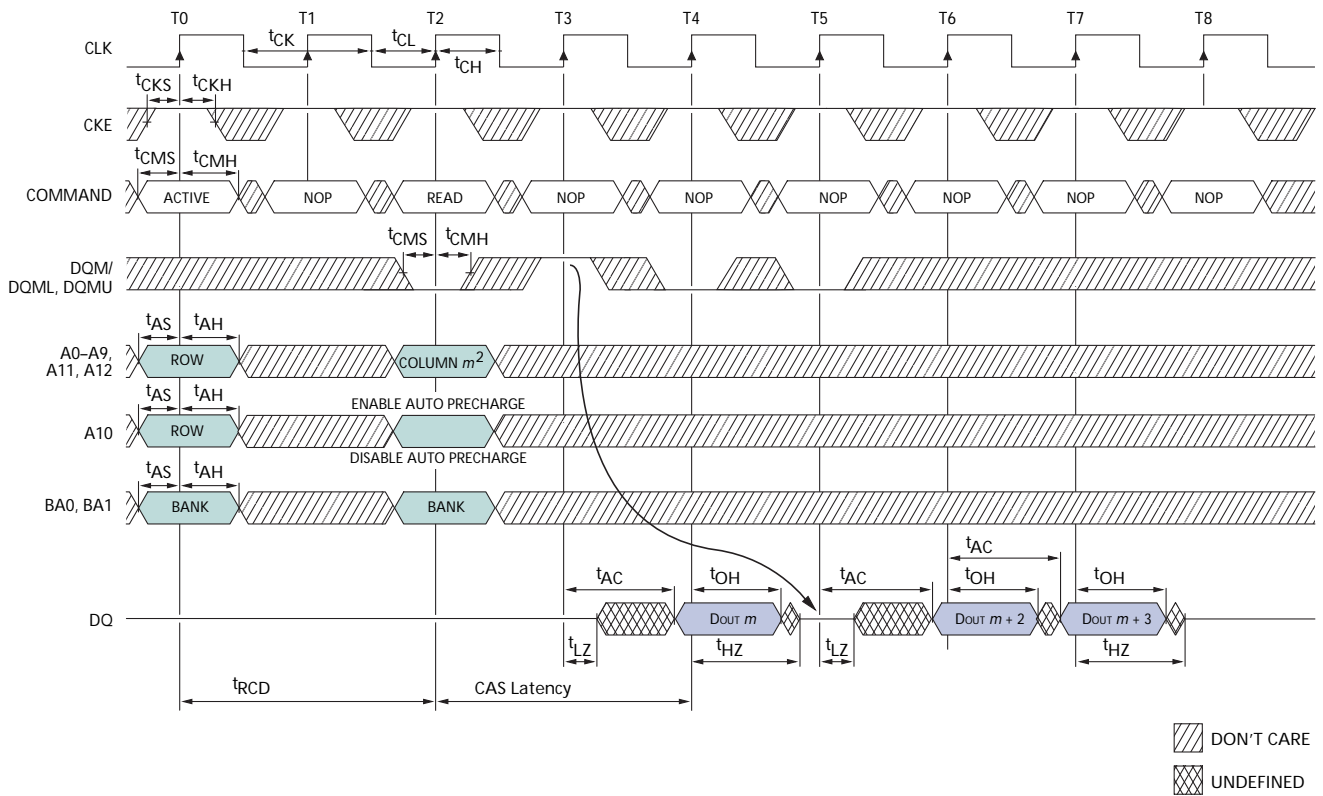 T0 T1 T2 T3 T4 T5 T6 T7 T8
CLK
tCK tCL
tCH
tCKS tCKH
CKE
tCMS tCMH
COMMAND ACTIVE NOP READ NOP NOP NOP NOP NOP NOP
tCMS tCMH
DQM/
DQML, DQMU
tAS tAH
A0–A9,
A11, A12
ROW COLUMN m2
tAS tAH
ENABLE AUTO PRECHARGE
A10 ROW
DISABLE AUTO PRECHARGE
tAS tAH
BA0, BA1 BANK BANK
tAC
tAC tOH tAC tOH tOH
DQ DOUT m DOUT m + 2 DOUT m + 3
tLZ tHZ tLZ tHZ
tRCD CAS Latency
DON'T CARE
UNDEFINED